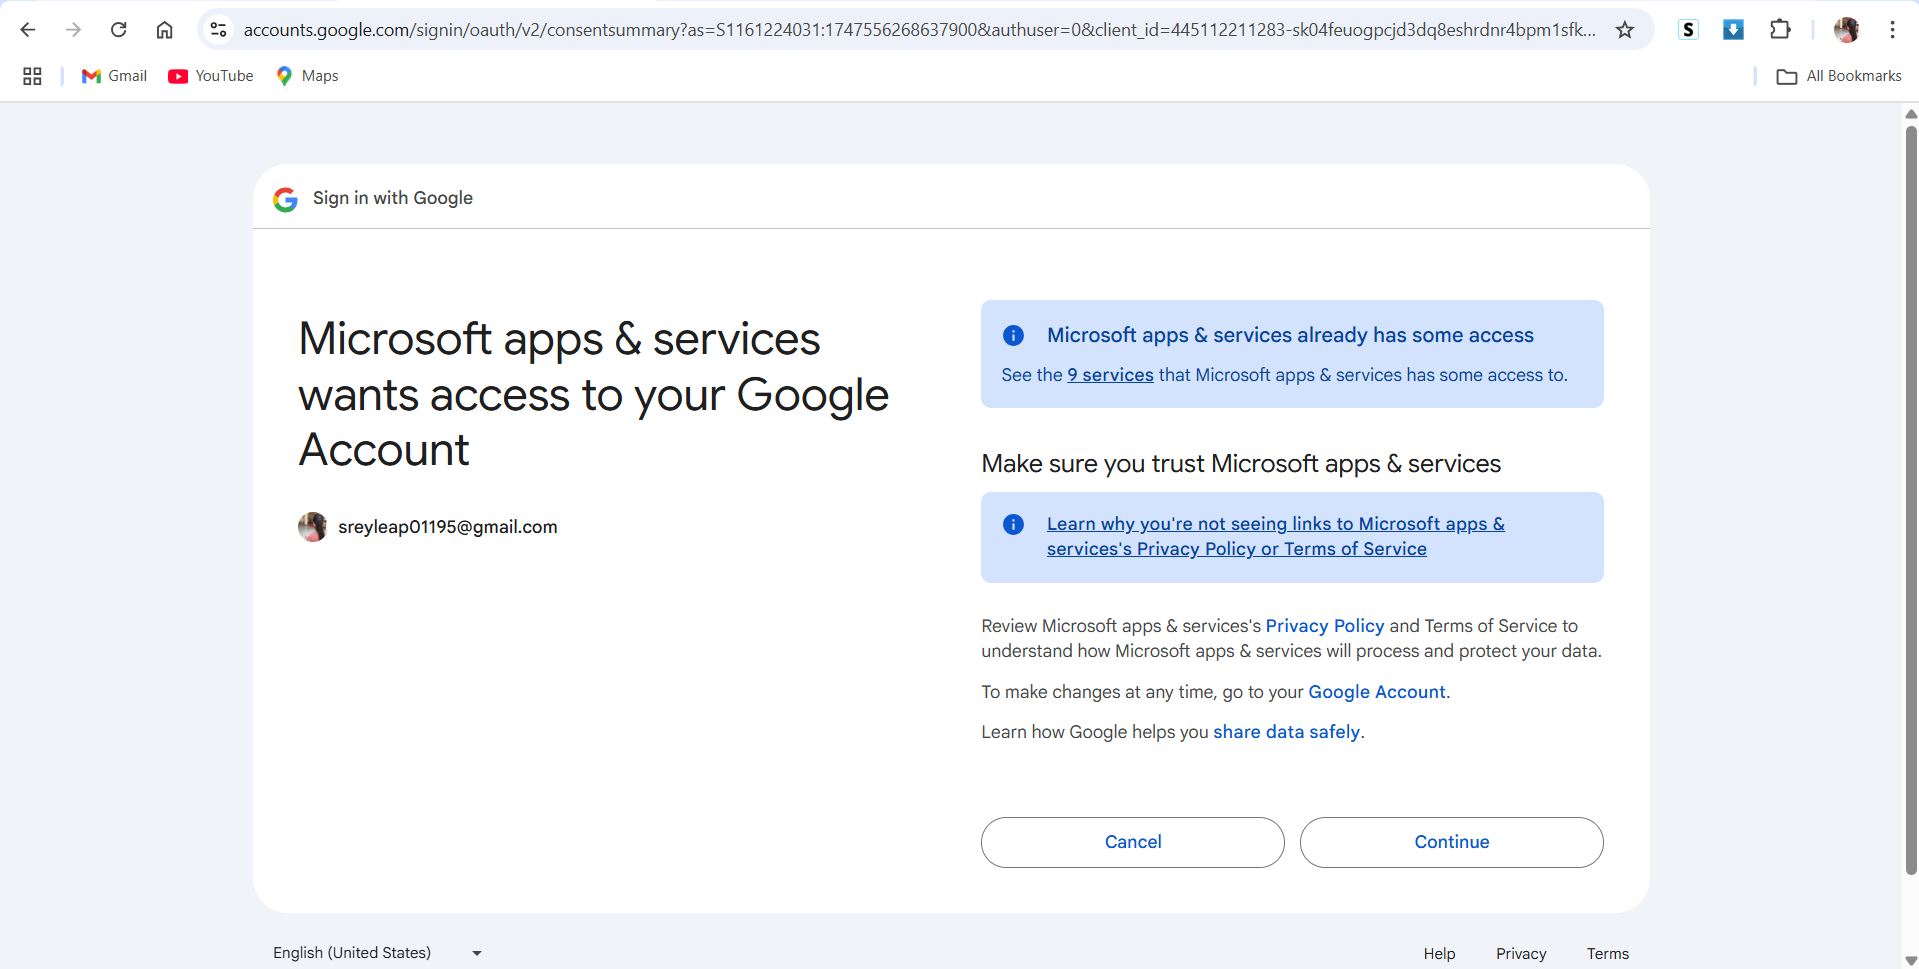 accounts.google.com/signin/oauth/v2/consentsummary?as=S1161224031:1747556268637900&authuser=0&client_id=445112211283-sk04feuogpcjd3dq8eshrdnr4bpm1sfk...
S
Gmail
YouTube
Maps
All Bookmarks
Sign in with Google
Microsoft apps & services
wants access to your Google
Account
sreyleap01195@gmail.com
Microsoft apps & services already has some access
See the 9 services that Microsoft apps & services has some access to.
Make sure you trust Microsoft apps & services
Learn why you're not seeing links to Microsoft apps &
services's Privacy Policy or Terms of Service
Review Microsoft apps & services's Privacy Policy and Terms of Service to
understand how Microsoft apps & services will process and protect your data.
To make changes at any time, go to your Google Account.
Learn how Google helps you share data safely.
Cancel
Continue
English (United States)
Help
Privacy
Terms